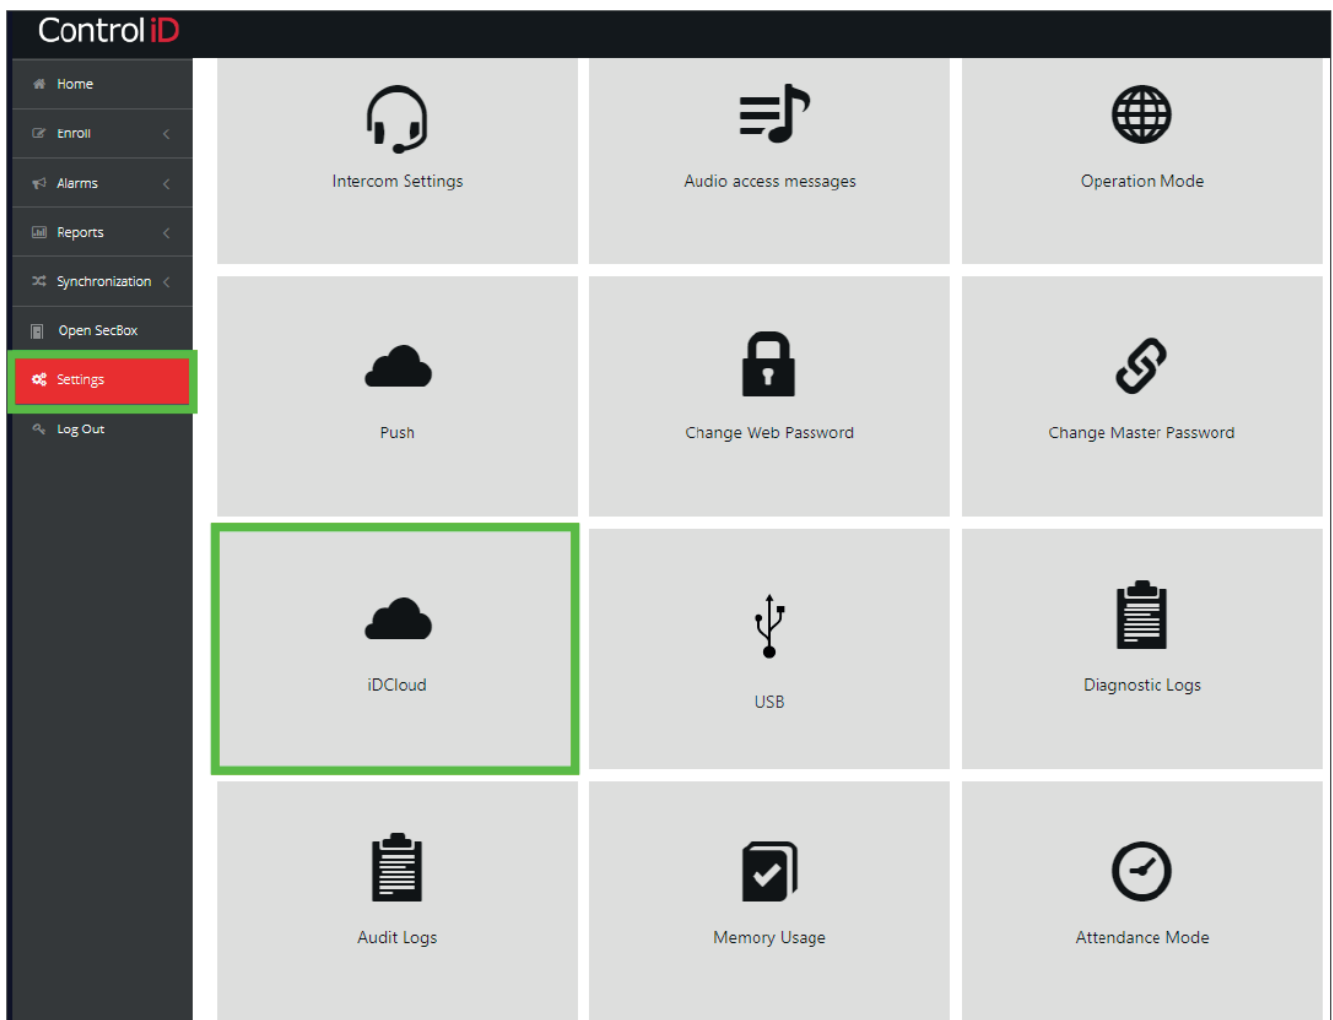 Control iD
Home
Enroll
Alarms
Reports
Synchronization
Open SecBox
Settings
Log Out
Intercom Settings
Audio access messages
Operation Mode
Push
Change Web Password
Change Master Password
iDCloud
USB
Diagnostic Logs
Audit Logs
Memory Usage
Attendance Mode